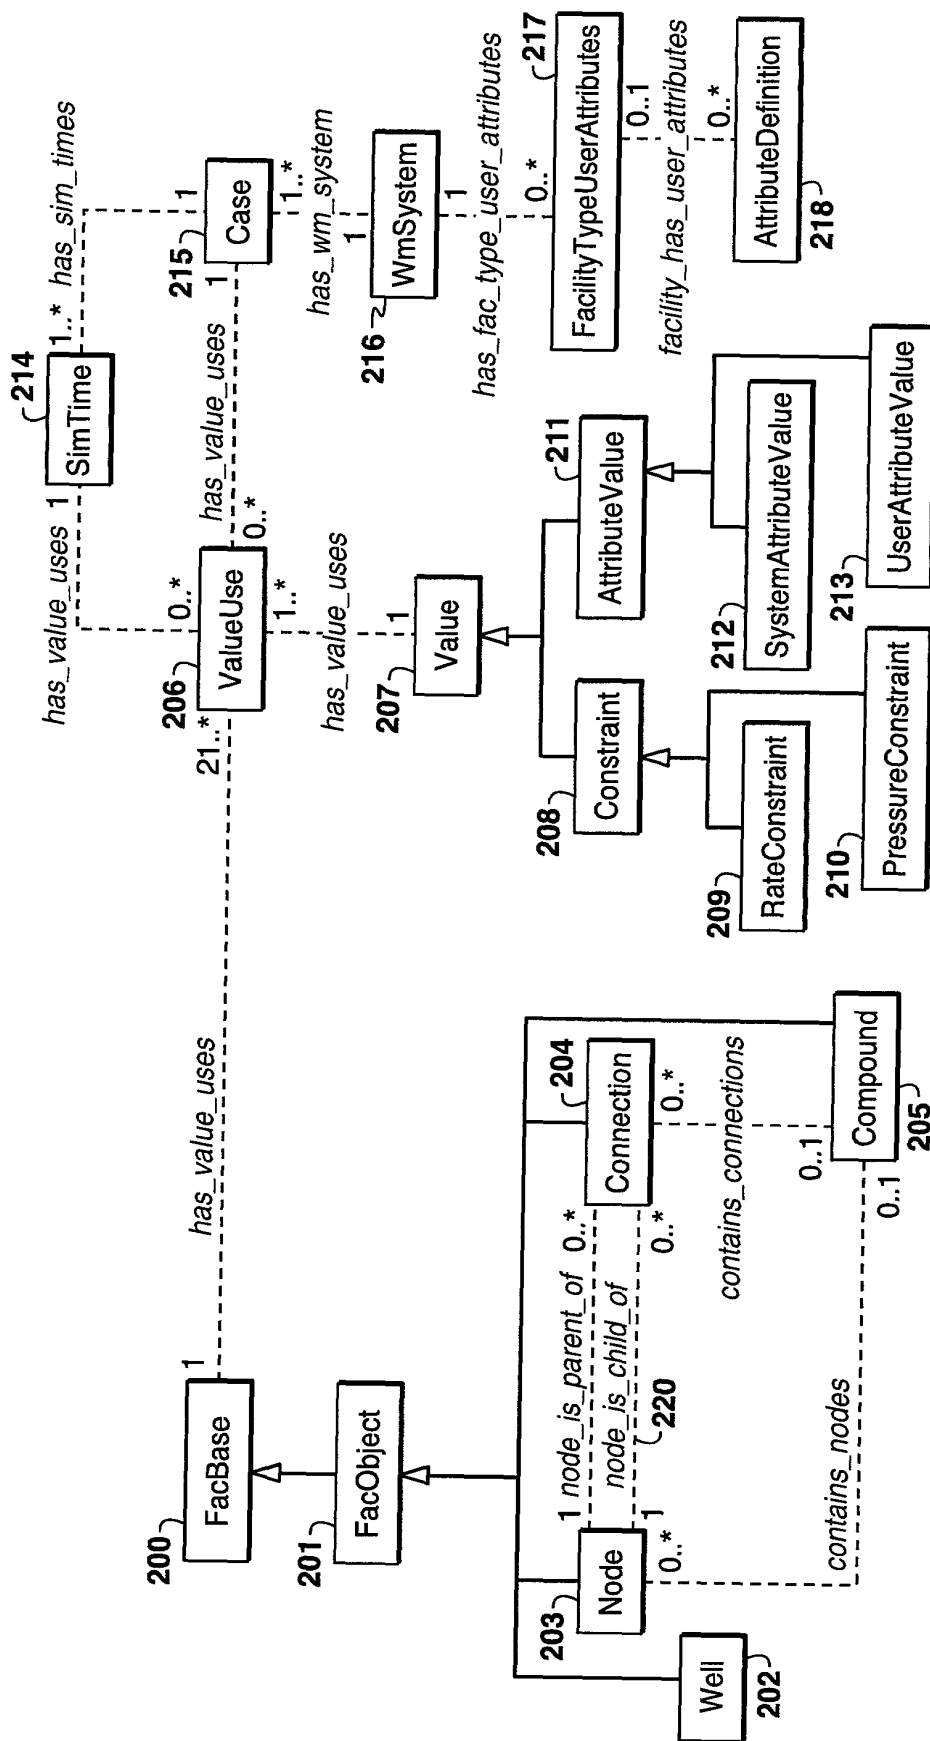 FacBase
200
1
has_value_uses
21..*
ValueUse
206
0..*
has_value_uses
1
SimTime
214
1..*
has_sim_times
1
Case
215
1
has_value_uses
0..*
1..*
has_wm_system
1
WmSystem
216
1
has_fac_type_user_attributes
0..*
FacilityTypeUserAttributes
217
0..1
facility_has_user_attributes
0..*
AttributeDefinition
218
1..*
has_value_uses
1
Value
207
Constraint
208
AttributeValue
211
RateConstraint
209
PressureConstraint
210
SystemAttributeValue
212
UserAttributeValue
213
FacObject
201
Well
202
Node
203
1
node_is_parent_of
0..*
1
node_is_child_of
0..*
220
Connection
204
0..*
contains_connections
0..1
0..*
contains_nodes
0..1
Compound
205